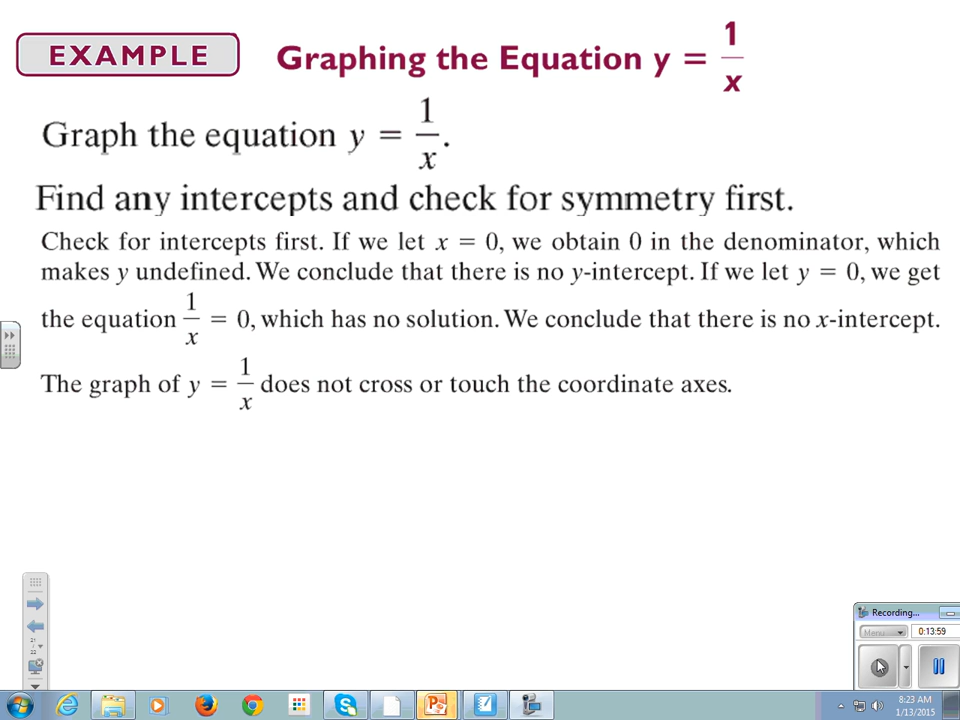 EXAMPLE Graphing the Equation y = 1/x
Graph the equation y = 1/x.
Find any intercepts and check for symmetry first.
Check for intercepts first. If we let x = 0, we obtain 0 in the denominator, which
makes y undefined. We conclude that there is no y-intercept. If we let y = 0, we get
the equation 1/x = 0, which has no solution. We conclude that there is no x-intercept.
The graph of y = 1/x does not cross or touch the coordinate axes.
21
/
22
Recording...
Menu
0:13:59
8:23 AM
1/13/2015